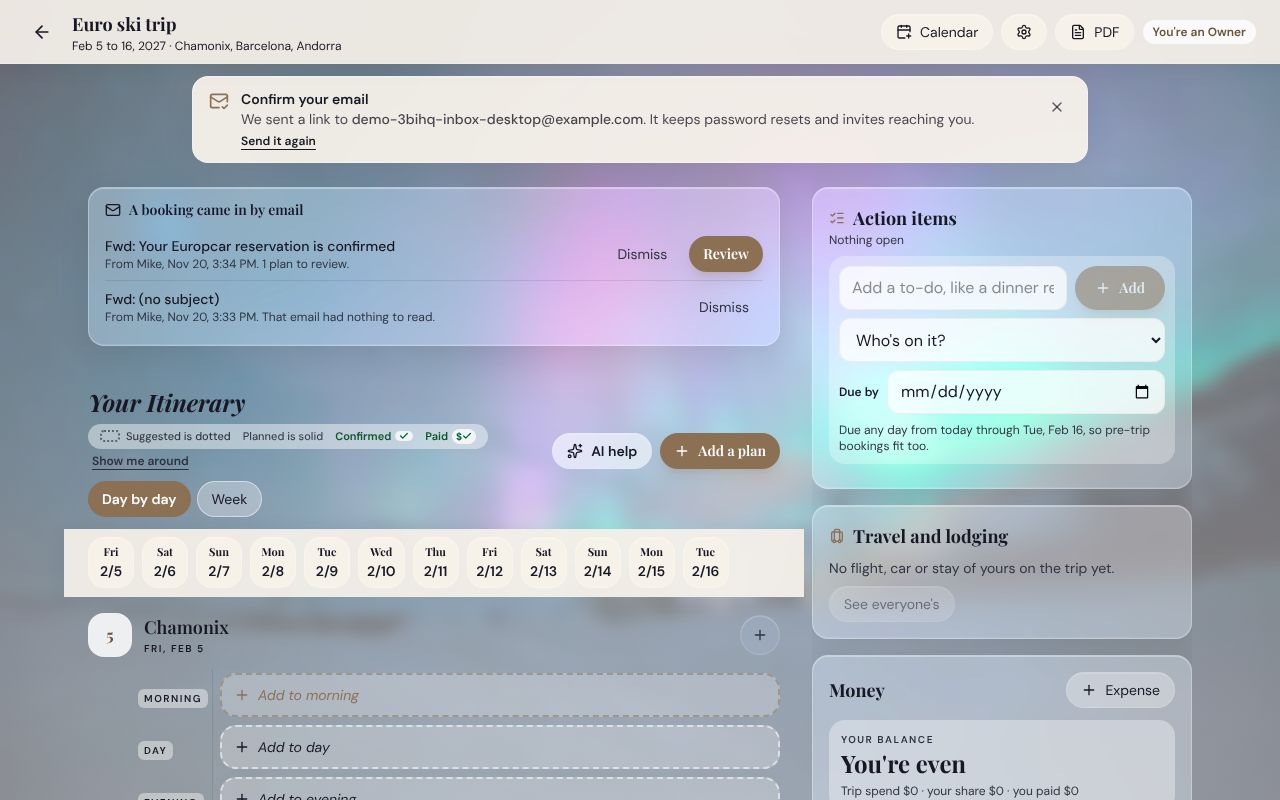 Euro ski trip
Feb 5 to 16, 2027 · Chamonix, Barcelona, Andorra
Calendar
PDF
You're an Owner
Confirm your email
We sent a link to demo-3bihq-inbox-desktop@example.com. It keeps password resets and invites reaching you.
Send it again
A booking came in by email
Fwd: Your Europcar reservation is confirmed
From Mike, Nov 20, 3:34 PM. 1 plan to review.
Dismiss
Review
Fwd: (no subject)
From Mike, Nov 20, 3:33 PM. That email had nothing to read.
Dismiss
Your Itinerary
Suggested is dotted Planned is solid Confirmed Paid $
Show me around
AI help
Add a plan
Day by day
Week
Fri Sat Sun Mon Tue Wed Thu Fri Sat Sun Mon Tue
2/5 2/6 2/7 2/8 2/9 2/10 2/11 2/12 2/13 2/14 2/15 2/16
5
Chamonix
FRI, FEB 5
MORNING
Add to morning
DAY
Add to day
EVENING
Add to evening
Action items
Nothing open
Add a to-do, like a dinner re
Add
Who's on it?
Due by
mm/dd/yyyy
Due any day from today through Tue, Feb 16, so pre-trip
bookings fit too.
Travel and lodging
No flight, car or stay of yours on the trip yet.
See everyone's
Money
Expense
YOUR BALANCE
You're even
Trip spend $0 · your share $0 · you paid $0